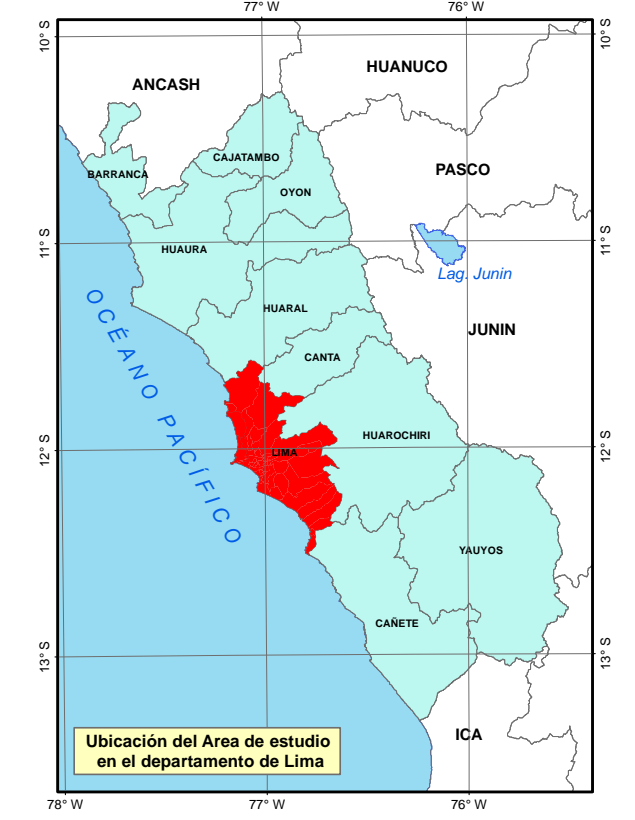 77° W
76° W
10° S
10° S
HUANUCO
ANCASH
CAJATAMBO
PASCO
BARRANCA
OYON
11° S
11° S
HUAURA
Lag. Junin
OCÉANO PACÍFICO
HUARAL
JUNIN
CANTA
HUAROCHIRI
12° S
12° S
LIMA
YAUYOS
CAÑETE
13° S
13° S
ICA
Ubicación del Area de estudio
en el departamento de Lima
78° W
77° W
76° W